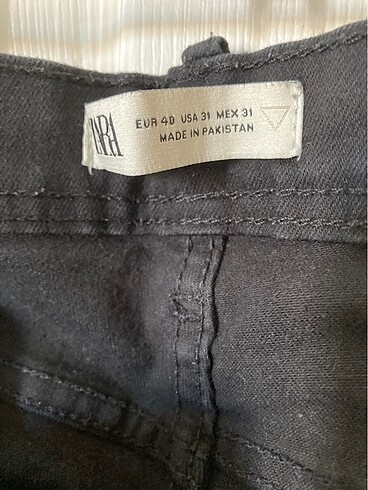 ZARA
EUR 40 USA 31 MEX 31
MADE IN PAKISTAN